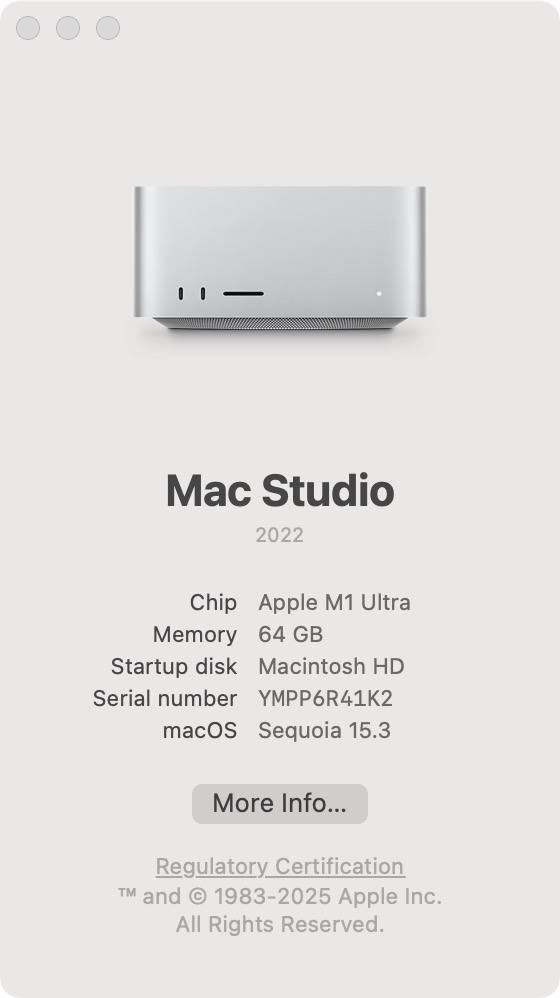 Mac Studio
2022
Chip Apple M1 Ultra
Memory 64 GB
Startup disk Macintosh HD
Serial number YMPP6R41K2
macOS Sequoia 15.3
More Info...
Regulatory Certification
™ and © 1983-2025 Apple Inc.
All Rights Reserved.